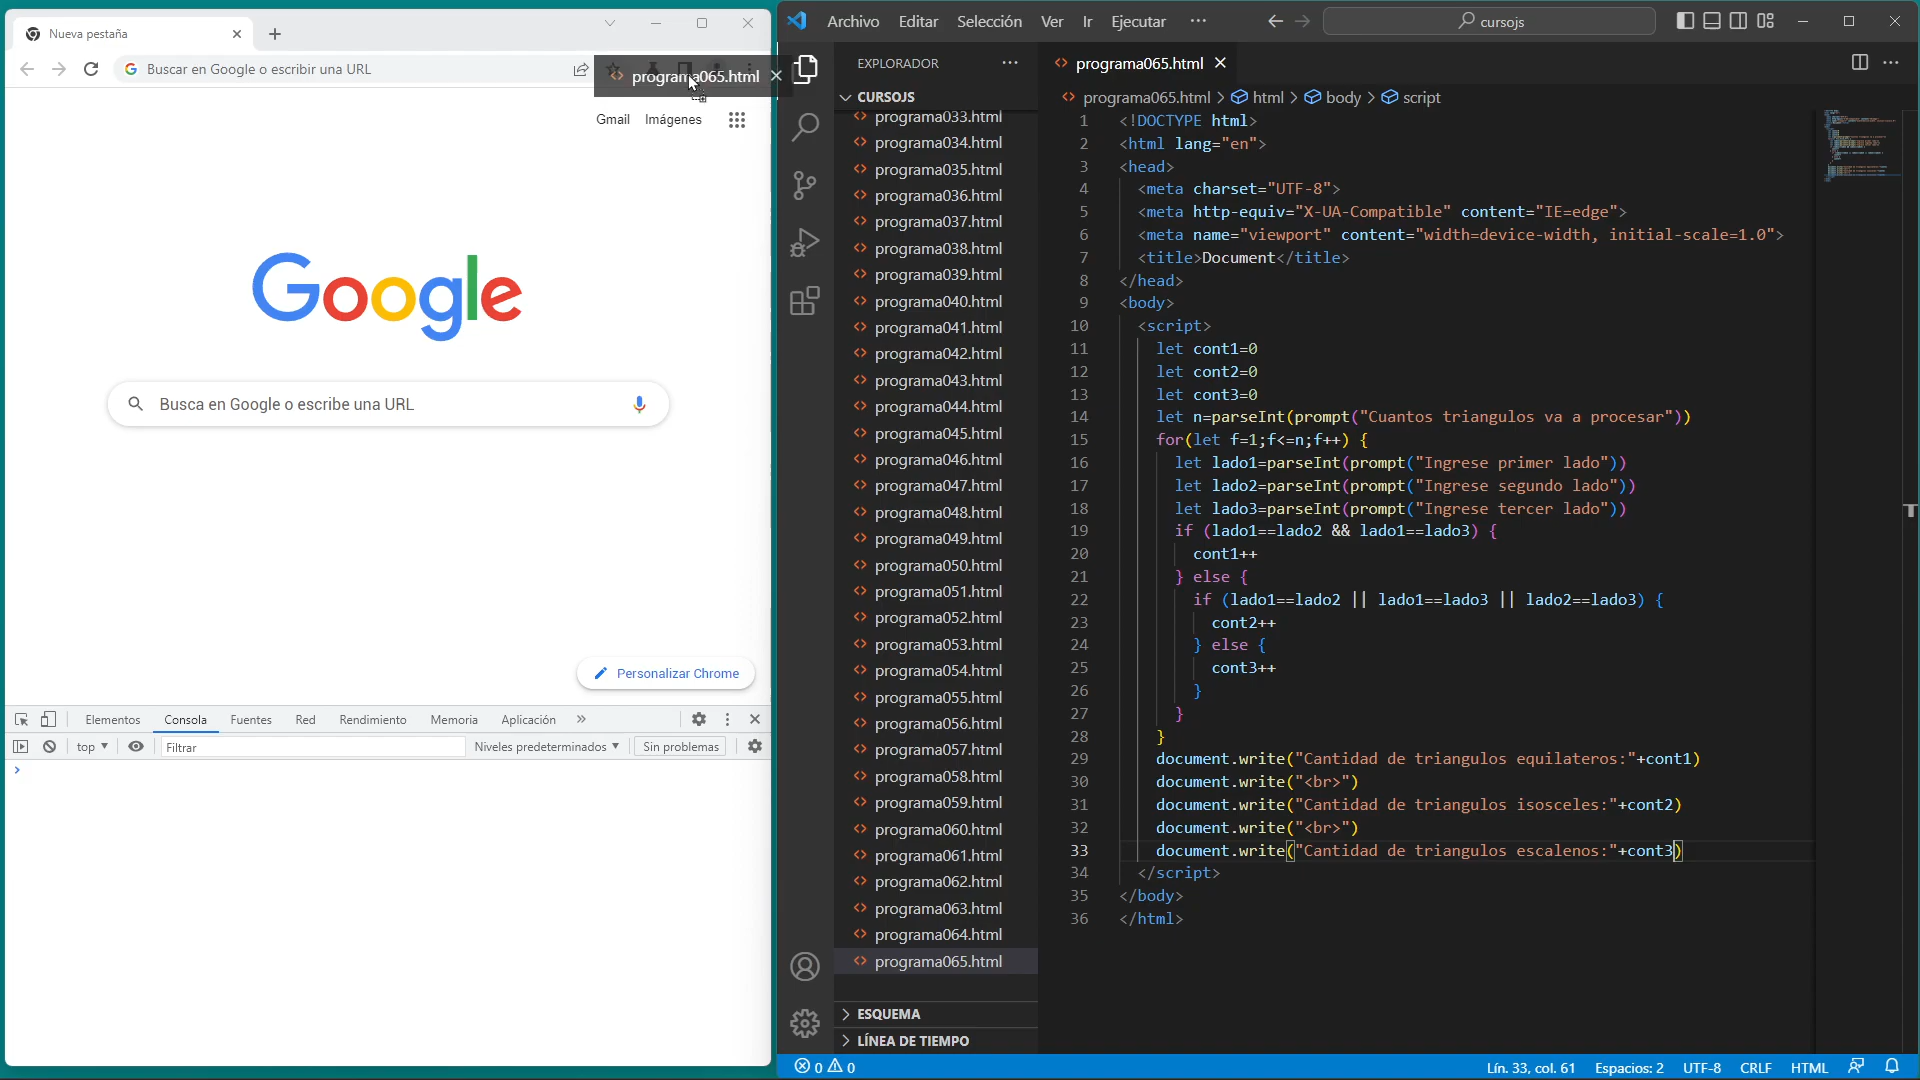 Nueva pestaña
Buscar en Google o escribir una URL
programa065.html
Gmail Imágenes
Google
Busca en Google o escribe una URL
Personalizar Chrome
Elementos Consola Fuentes Red Rendimiento Memoria Aplicación »
top Filtrar Niveles predeterminados Sin problemas
Archivo Editar Selección Ver Ir Ejecutar ···
cursojs
EXPLORADOR ···
CURSOJS
programa033.html
programa034.html
programa035.html
programa036.html
programa037.html
programa038.html
programa039.html
programa040.html
programa041.html
programa042.html
programa043.html
programa044.html
programa045.html
programa046.html
programa047.html
programa048.html
programa049.html
programa050.html
programa051.html
programa052.html
programa053.html
programa054.html
programa055.html
programa056.html
programa057.html
programa058.html
programa059.html
programa060.html
programa061.html
programa062.html
programa063.html
programa064.html
programa065.html
ESQUEMA
LÍNEA DE TIEMPO
programa065.html
programa065.html > html > body > script
1 <!DOCTYPE html>
2 <html lang="en">
3 <head>
4 <meta charset="UTF-8">
5 <meta http-equiv="X-UA-Compatible" content="IE=edge">
6 <meta name="viewport" content="width=device-width, initial-scale=1.0">
7 <title>Document</title>
8 </head>
9 <body>
10 <script>
11 let cont1=0
12 let cont2=0
13 let cont3=0
14 let n=parseInt(prompt("Cuantos triangulos va a procesar"))
15 for(let f=1;f<=n;f++) {
16 let lado1=parseInt(prompt("Ingrese primer lado"))
17 let lado2=parseInt(prompt("Ingrese segundo lado"))
18 let lado3=parseInt(prompt("Ingrese tercer lado"))
19 if (lado1==lado2 && lado1==lado3) {
20 cont1++
21 } else {
22 if (lado1==lado2 || lado1==lado3 || lado2==lado3) {
23 cont2++
24 } else {
25 cont3++
26 }
27 }
28 }
29 document.write("Cantidad de triangulos equilateros:"+cont1)
30 document.write("<br>")
31 document.write("Cantidad de triangulos isosceles:"+cont2)
32 document.write("<br>")
33 document.write("Cantidad de triangulos escalenos:"+cont3)
34 </script>
35 </body>
36 </html>
0 0
Lín. 33, col. 61 Espacios: 2 UTF-8 CRLF HTML